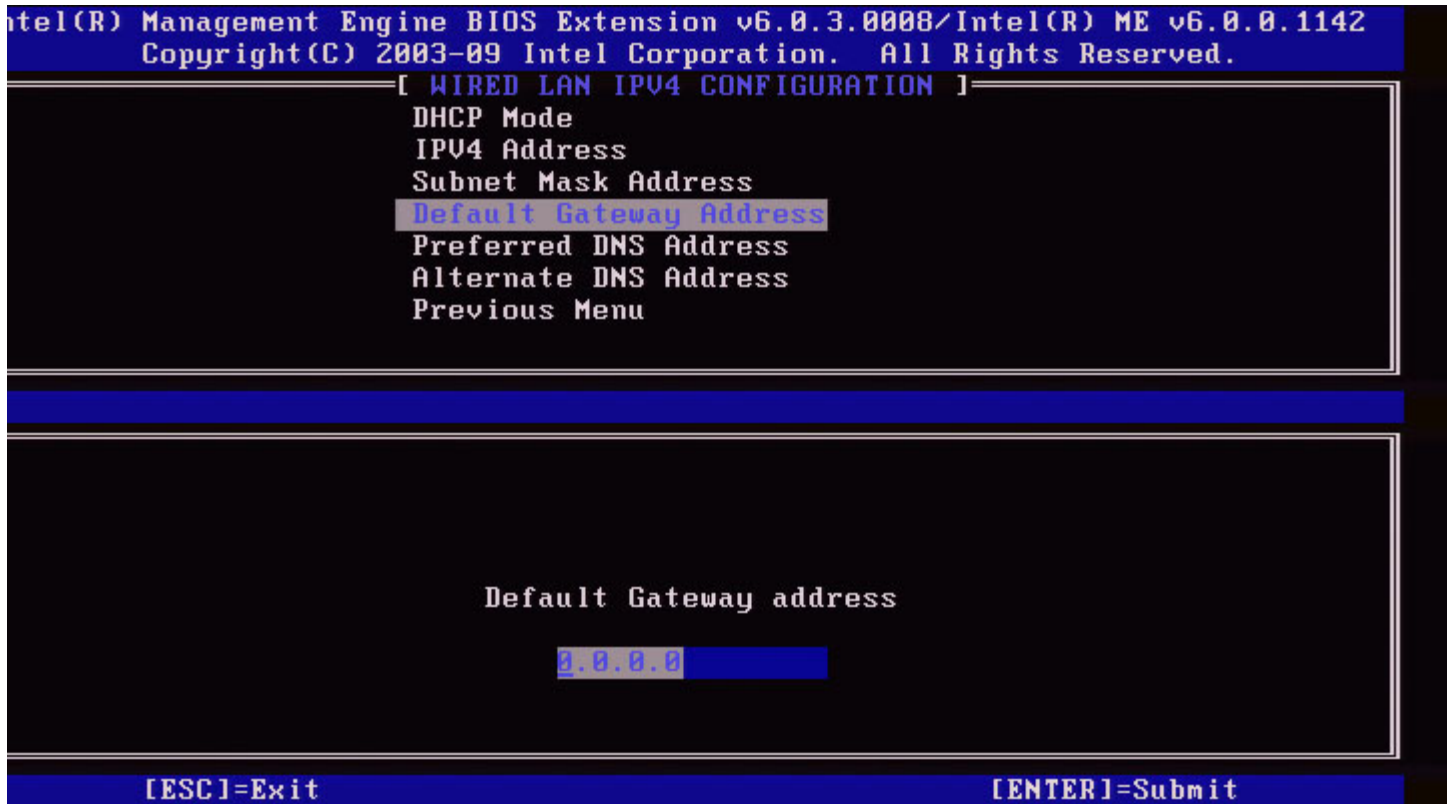 ntel(R) Management Engine BIOS Extension v6.0.3.0008/Intel(R) ME v6.0.0.1142
Copyright(C) 2003-09 Intel Corporation. All Rights Reserved.
[ WIRED LAN IPV4 CONFIGURATION ]
DHCP Mode
IPV4 Address
Subnet Mask Address
Default Gateway Address
Preferred DNS Address
Alternate DNS Address
Previous Menu
Default Gateway address
0.0.0.0
[ESC]=Exit [ENTER]=Submit